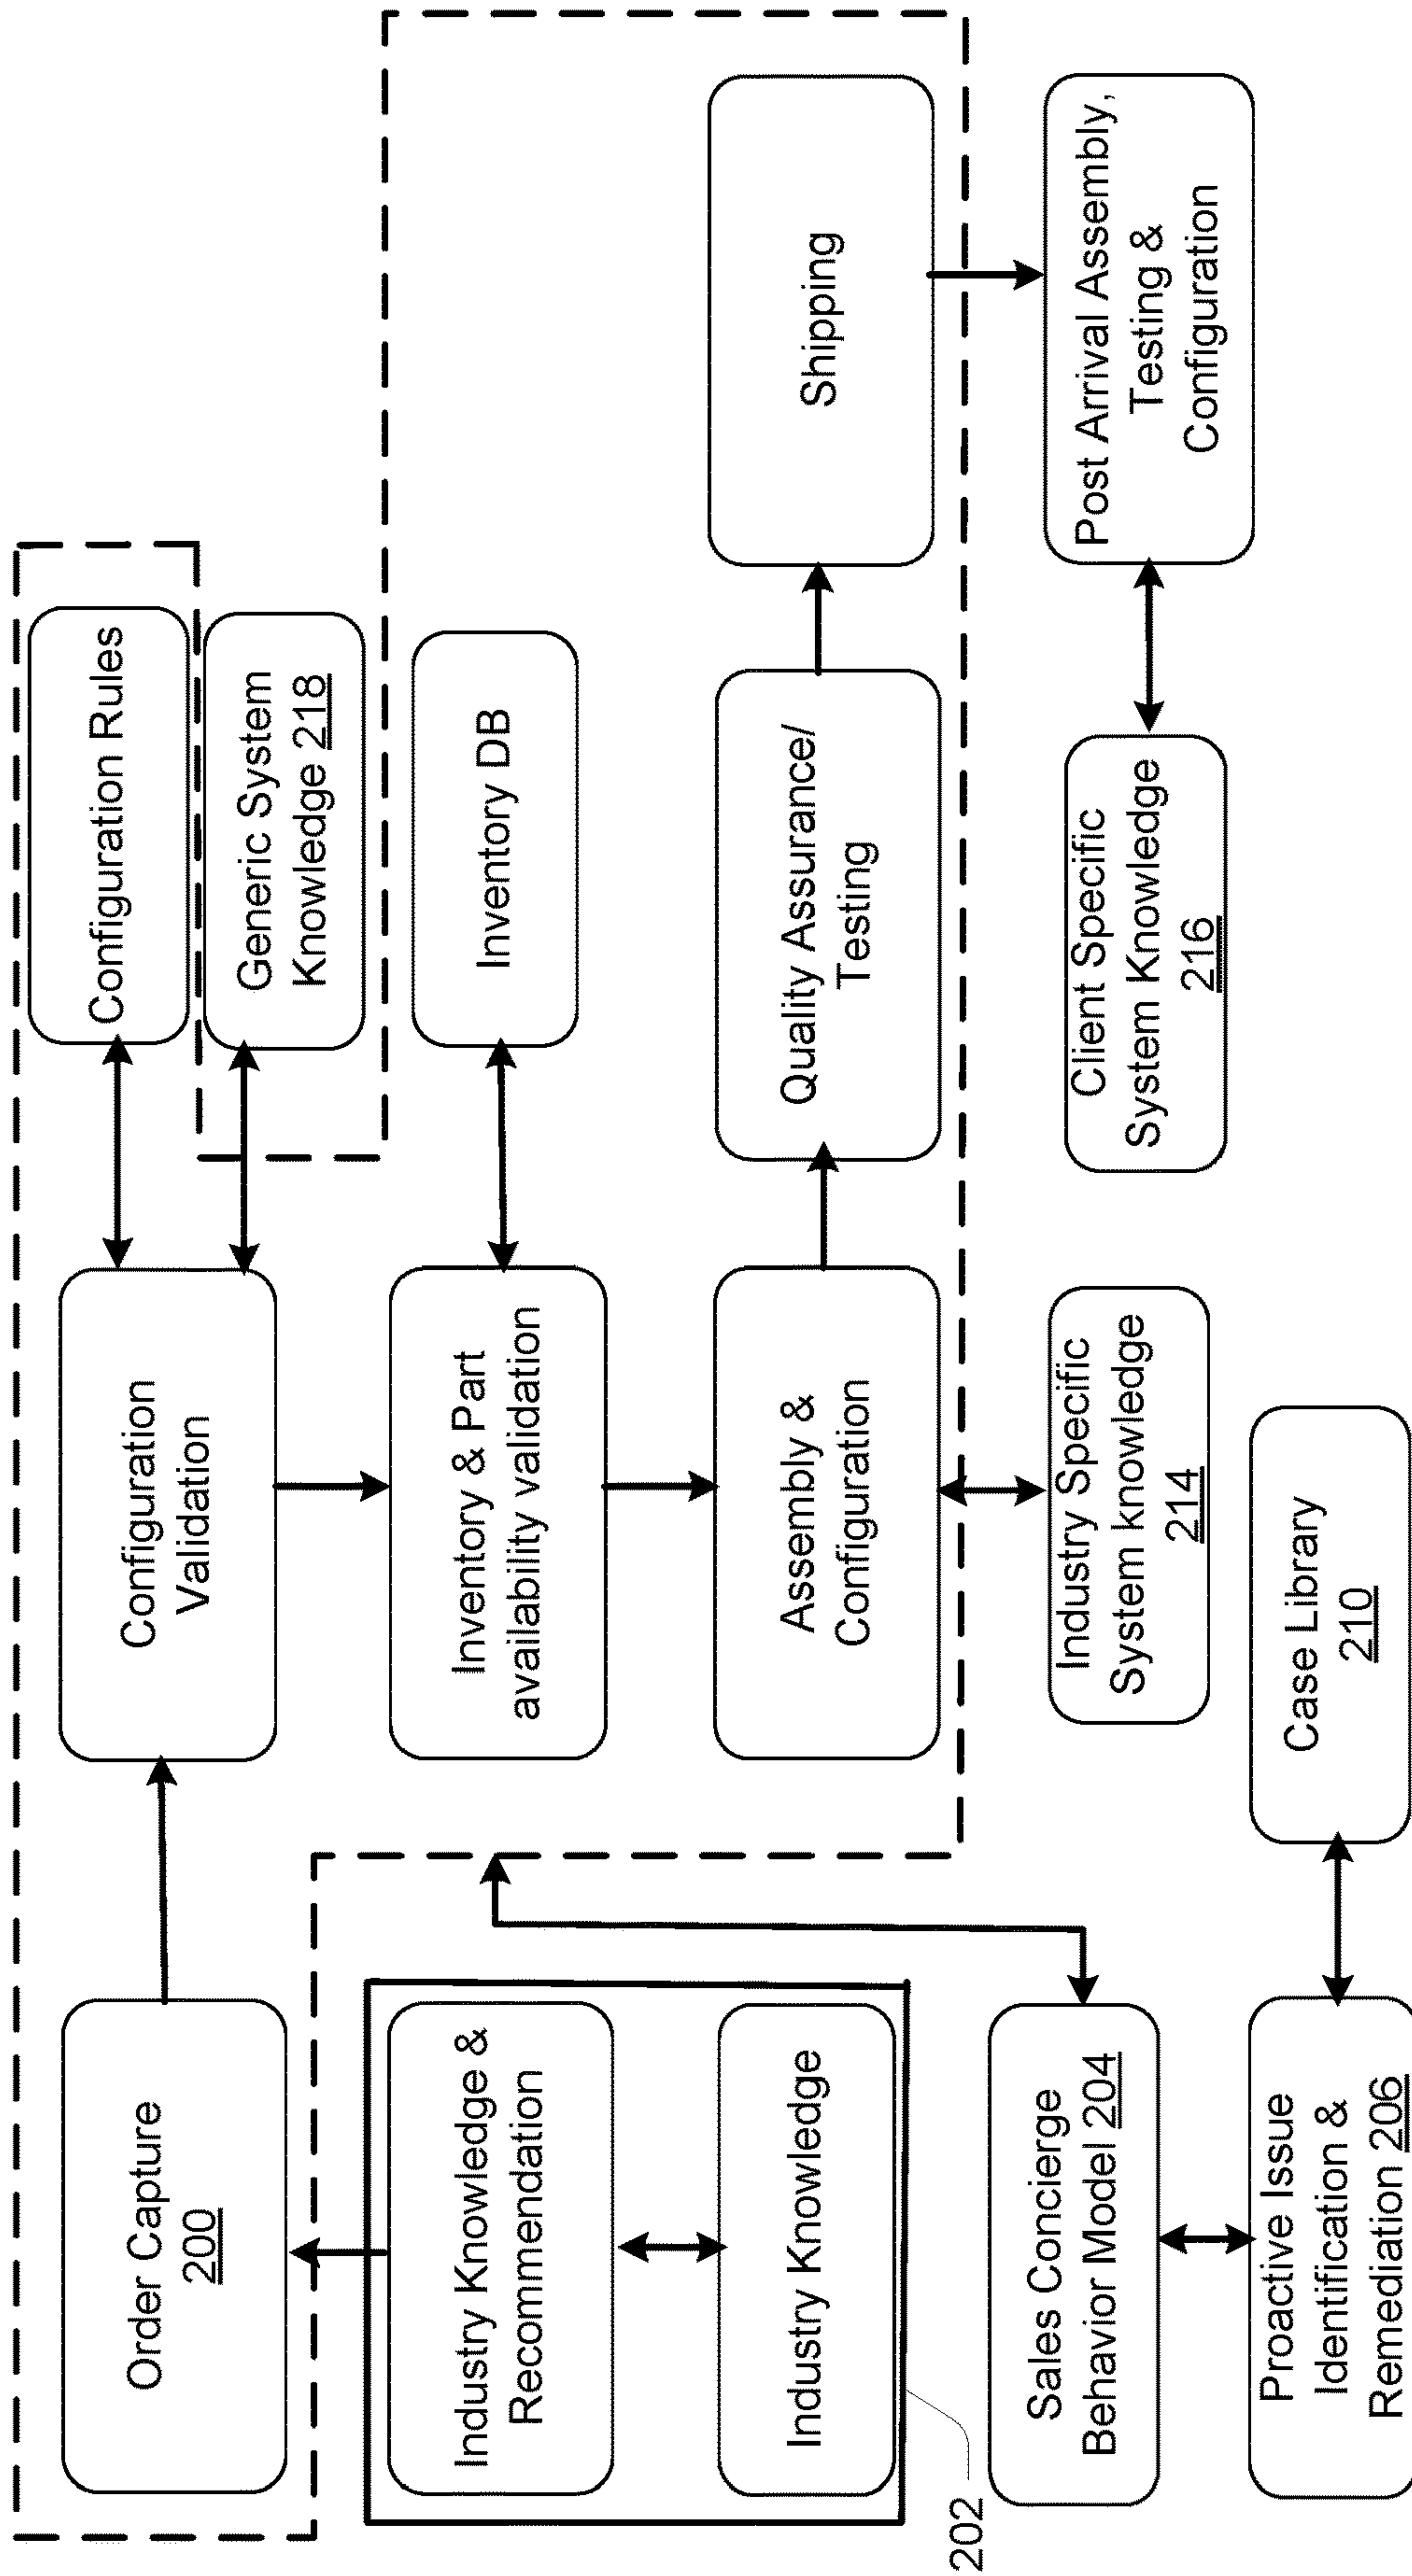 Order Capture
200
Configuration
Validation
Configuration Rules
Generic System
Knowledge 218
Industry Knowledge &
Recommendation
Inventory & Part
availability validation
Inventory DB
Industry Knowledge
Assembly &
Configuration
Quality Assurance/
Testing
Shipping
202
Sales Concierge
Behavior Model 204
Industry Specific
System knowledge
214
Client Specific
System Knowledge
216
Post Arrival Assembly,
Testing &
Configuration
Proactive Issue
Identification &
Remediation 206
Case Library
210